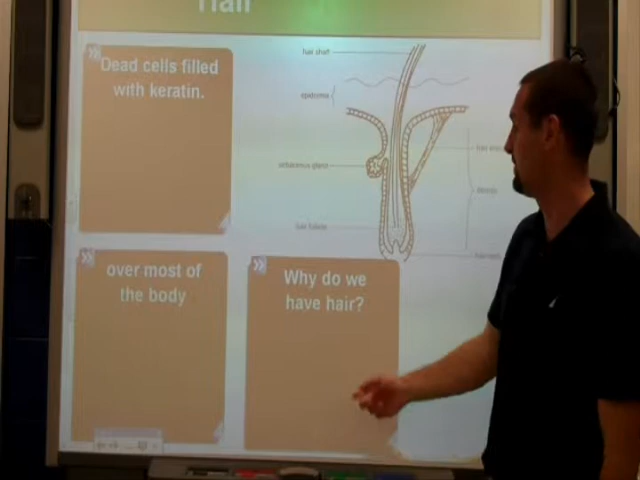 Hair
Dead cells filled
with keratin.
hair shaft
epidermis
sebaceous gland
hair follicle
over most of
the body
Why do we
have hair?